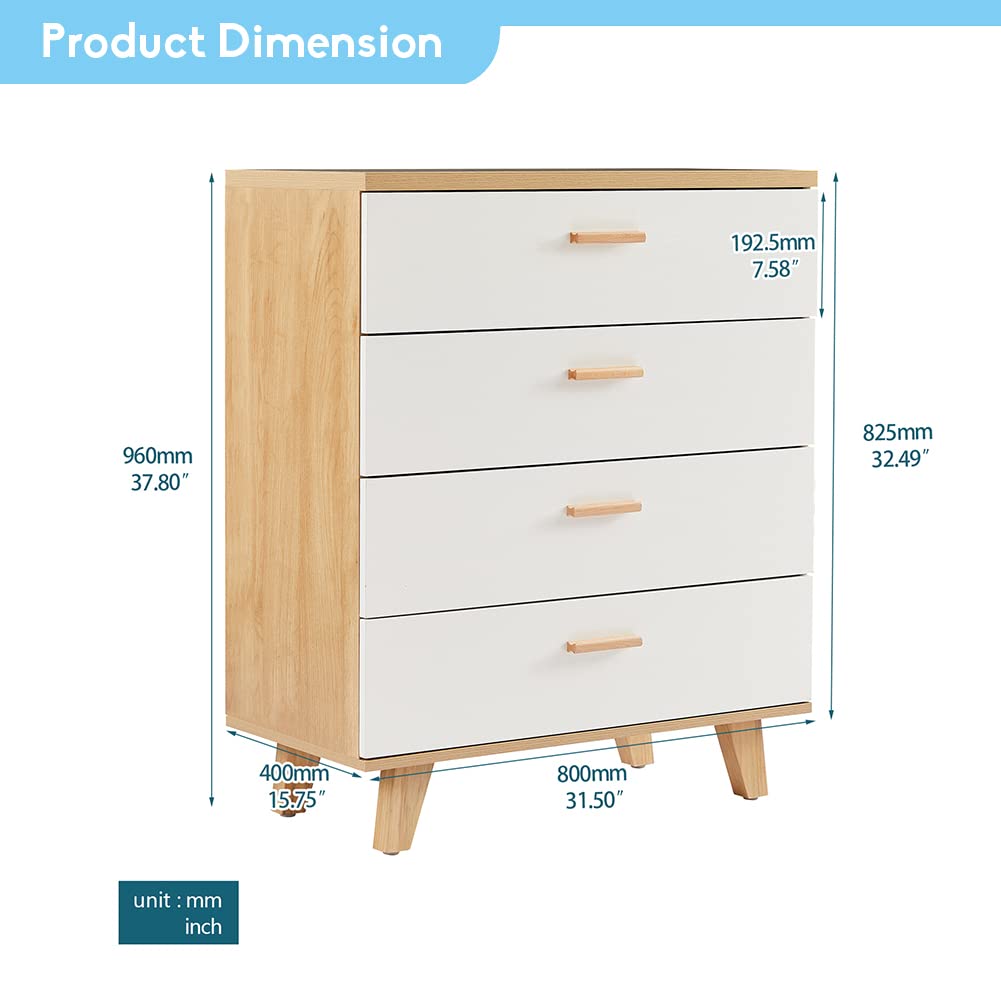 Product Dimension
192.5mm
7.58”
960mm
37.80”
825mm
32.49”
400mm
15.75”
800mm
31.50”
unit : mm
inch